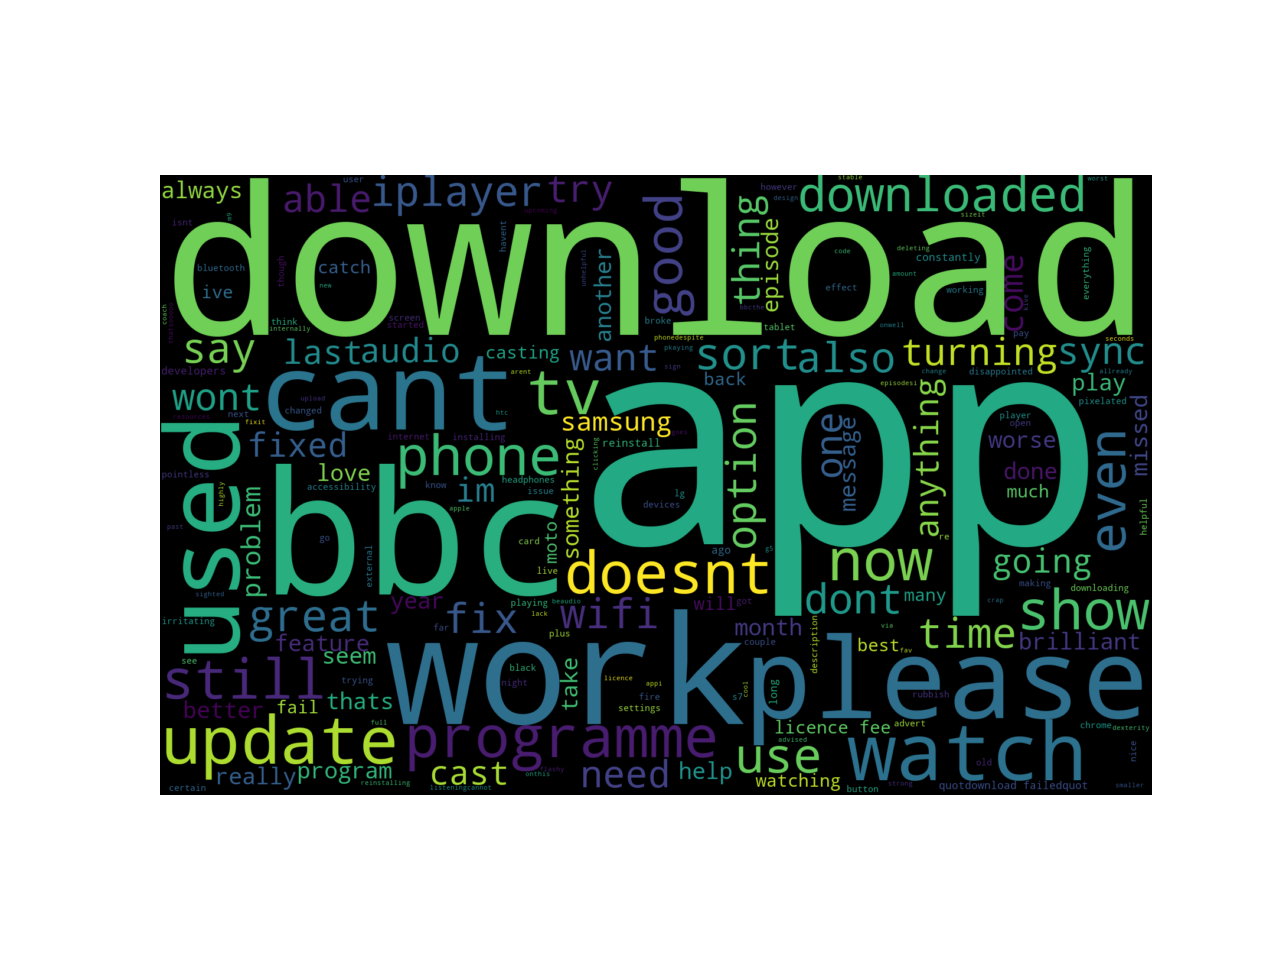 always
able
iplayer
try
downloaded
user
stable
worst
however
design
sizeit
isnt
download
good
thing
episode
constantly
deleting
code
come
everything
bluetooth
catch
ive
new
though
havent
unhelpful
another
effect
amount
working
think
internally
screen
started
broke
phonedespite
tablet
onwell
pay
seconds
coach
say
last
audio
casting
want
sort
also
turning
sync
developers
cant
arent
tv
pkaying
sign
back
change
disappointed
allready
wont
next
changed
upload
htc
samsung
app
episodesi
play
pixelated
missed
used
fixit
fixed
internet
installing
reinstall
goes
option
one
message
anything
player
open
worse
even
pointless
love
phone
accessibility
know
headphones
issue
im
something
clicking
lg
devices
done
much
highly
problem
bbc
apple
card
moto
past
go
external
live
doesnt
ago
g5
now
re
going
helpful
sighted
making
downloading
year
playing
beaudio
lack
wifi
will
got
dont
many
crap
show
irritating
great
far
fix
plus
month
couple
description
via
time
brilliant
feature
see
seem
work
please
best
fav
still
trying
black
night
take
licence
appi
fire
settings
s7
cool
long
rubbish
better
fail
thats
full
licence fee
advised
advert
chrome
dexterity
update
programme
use
watch
nice
really
program
reinstalling
cast
onthis
need
help
watching
old
certain
listeningcannot
button
strong
quotdownload failedquot
smaller